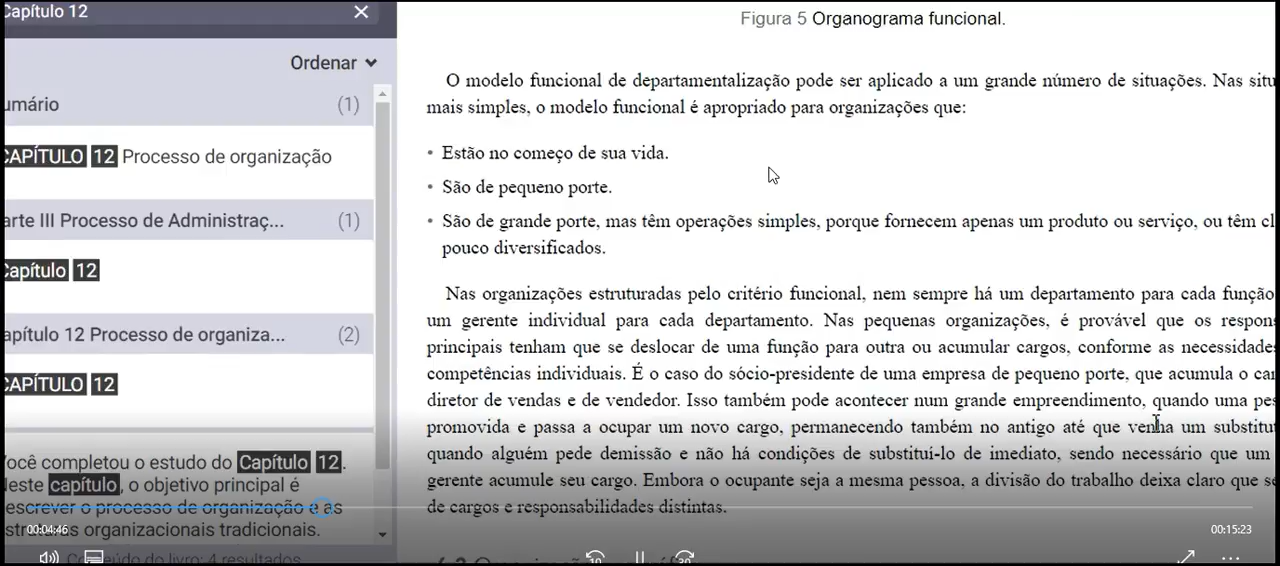 Capítulo 12
Ordenar
umário (1)
CAPÍTULO 12 Processo de organização
arte III Processo de Administraç... (1)
Capítulo 12
apítulo 12 Processo de organiza... (2)
CAPÍTULO 12
ocê completou o estudo do Capítulo 12.
este capítulo, o objetivo principal é
escrever o processo de organização e as
struturas organizacionais tradicionais.
do livro: 4 resultados
Figura 5 Organograma funcional.
O modelo funcional de departamentalização pode ser aplicado a um grande número de situações. Nas situ
mais simples, o modelo funcional é apropriado para organizações que:
• Estão no começo de sua vida.
• São de pequeno porte.
• São de grande porte, mas têm operações simples, porque fornecem apenas um produto ou serviço, ou têm cl
pouco diversificados.
Nas organizações estruturadas pelo critério funcional, nem sempre há um departamento para cada função
um gerente individual para cada departamento. Nas pequenas organizações, é provável que os respons
principais tenham que se deslocar de uma função para outra ou acumular cargos, conforme as necessidades
competências individuais. É o caso do sócio-presidente de uma empresa de pequeno porte, que acumula o ca
diretor de vendas e de vendedor. Isso também pode acontecer num grande empreendimento, quando uma pes
promovida e passa a ocupar um novo cargo, permanecendo também no antigo até que venha um substitut
quando alguém pede demissão e não há condições de substituí-lo de imediato, sendo necessário que um
gerente acumule seu cargo. Embora o ocupante seja a mesma pessoa, a divisão do trabalho deixa claro que se
de cargos e responsabilidades distintas.
00:04:46
00:15:23
10
30